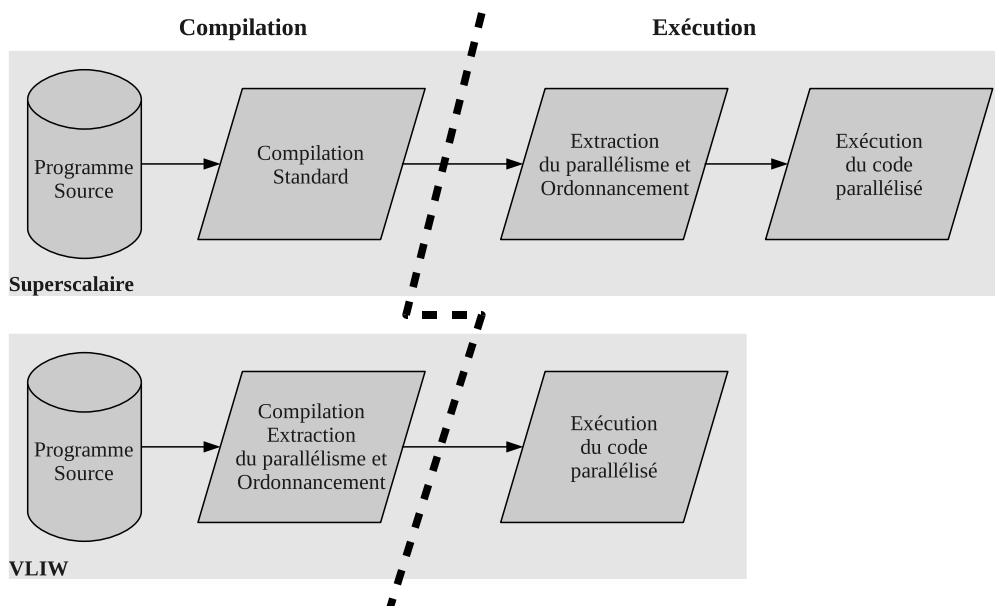 Compilation
Exécution
Programme
Source
Compilation
Standard
Extraction
du parallélisme et
Ordonnancement
Exécution
du code
parallélisé
Superscalaire
Programme
Source
Compilation
Extraction
du parallélisme et
Ordonnancement
Exécution
du code
parallélisé
VLIW